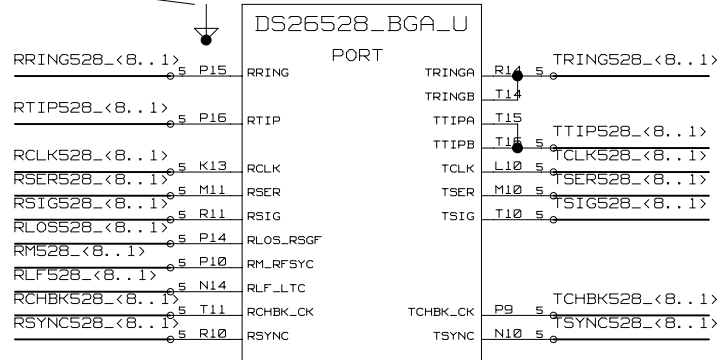 DS26528_BGA_U
PORT
RRING528_<8..1> 5 P15 RRING TRINGA R14 5 TRING528_<8..1>
TRINGB T14
RTIP528_<8..1> 5 P16 RTIP TTIPA T15
TTIPB T16 5 TTIP528_<8..1>
RCLK528_<8..1> 5 K13 RCLK TCLK L10 5 TCLK528_<8..1>
RSER528_<8..1> 5 M11 RSER TSER M10 5 TSER528_<8..1>
RSIG528_<8..1> 5 R11 RSIG TSIG T10 5 TSIG528_<8..1>
RLOS528_<8..1> 5 P14 RLOS_RSGF
RM528_<8..1> 5 P10 RM_RFSYC
RLF528_<8..1> 5 N14 RLF_LTC
RCHBK528_<8..1> 5 T11 RCHBK_CK TCHBK_CK P9 5 TCHBK528_<8..1>
RSYNC528_<8..1> 5 R10 RSYNC TSYNC N10 5 TSYNC528_<8..1>